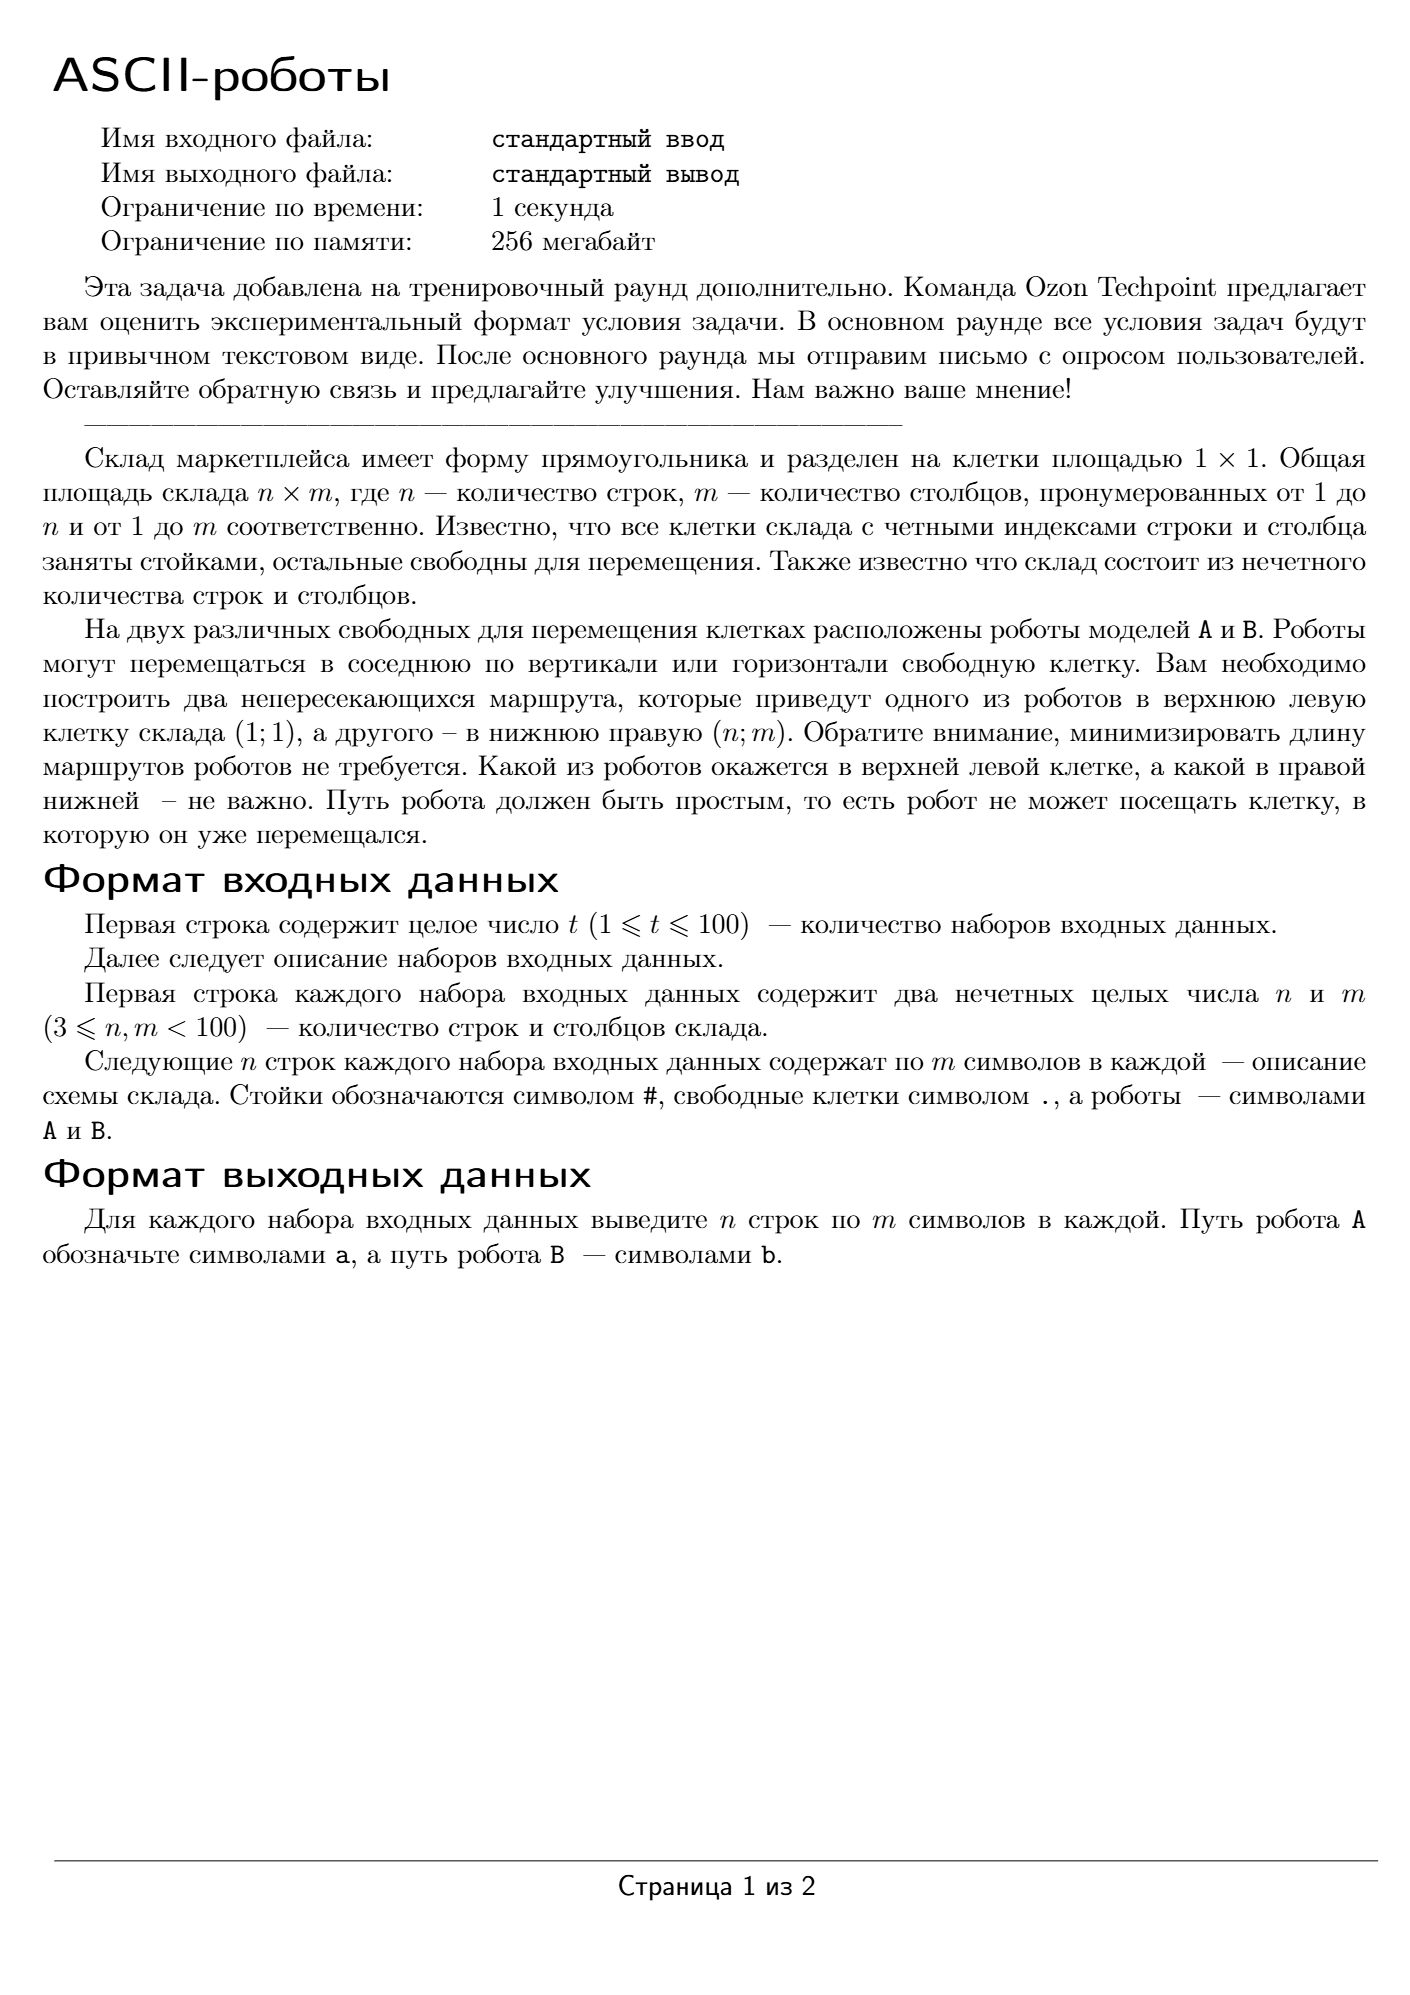 ASCII-роботы
Имя входного файла: стандартный ввод
Имя выходного файла: стандартный вывод
Ограничение по времени: 1 секунда
Ограничение по памяти: 256 мегабайт
Эта задача добавлена на тренировочный раунд дополнительно. Команда Ozon Techpoint предлагает
вам оценить экспериментальный формат условия задачи. В основном раунде все условия задач будут
в привычном текстовом виде. После основного раунда мы отправим письмо с опросом пользователей.
Оставляйте обратную связь и предлагайте улучшения. Нам важно ваше мнение!
Склад маркетплейса имеет форму прямоугольника и разделен на клетки площадью 1 × 1. Общая
площадь склада n × m, где n — количество строк, m — количество столбцов, пронумерованных от 1 до
n и от 1 до m соответственно. Известно, что все клетки склада с четными индексами строки и столбца
заняты стойками, остальные свободны для перемещения. Также известно что склад состоит из нечетного
количества строк и столбцов.
На двух различных свободных для перемещения клетках расположены роботы моделей A и B. Роботы
могут перемещаться в соседнюю по вертикали или горизонтали свободную клетку. Вам необходимо
построить два непересекающихся маршрута, которые приведут одного из роботов в верхнюю левую
клетку склада (1; 1), а другого – в нижнюю правую (n; m). Обратите внимание, минимизировать длину
маршрутов роботов не требуется. Какой из роботов окажется в верхней левой клетке, а какой в правой
нижней – не важно. Путь робота должен быть простым, то есть робот не может посещать клетку, в
которую он уже перемещался.
Формат входных данных
Первая строка содержит целое число t (1 ⩽ t ⩽ 100) — количество наборов входных данных.
Далее следует описание наборов входных данных.
Первая строка каждого набора входных данных содержит два нечетных целых числа n и m
(3 ⩽ n, m < 100) — количество строк и столбцов склада.
Следующие n строк каждого набора входных данных содержат по m символов в каждой — описание
схемы склада. Стойки обозначаются символом #, свободные клетки символом ., а роботы — символами
A и B.
Формат выходных данных
Для каждого набора входных данных выведите n строк по m символов в каждой. Путь робота A
обозначьте символами a, а путь робота B — символами b.
Страница 1 из 2